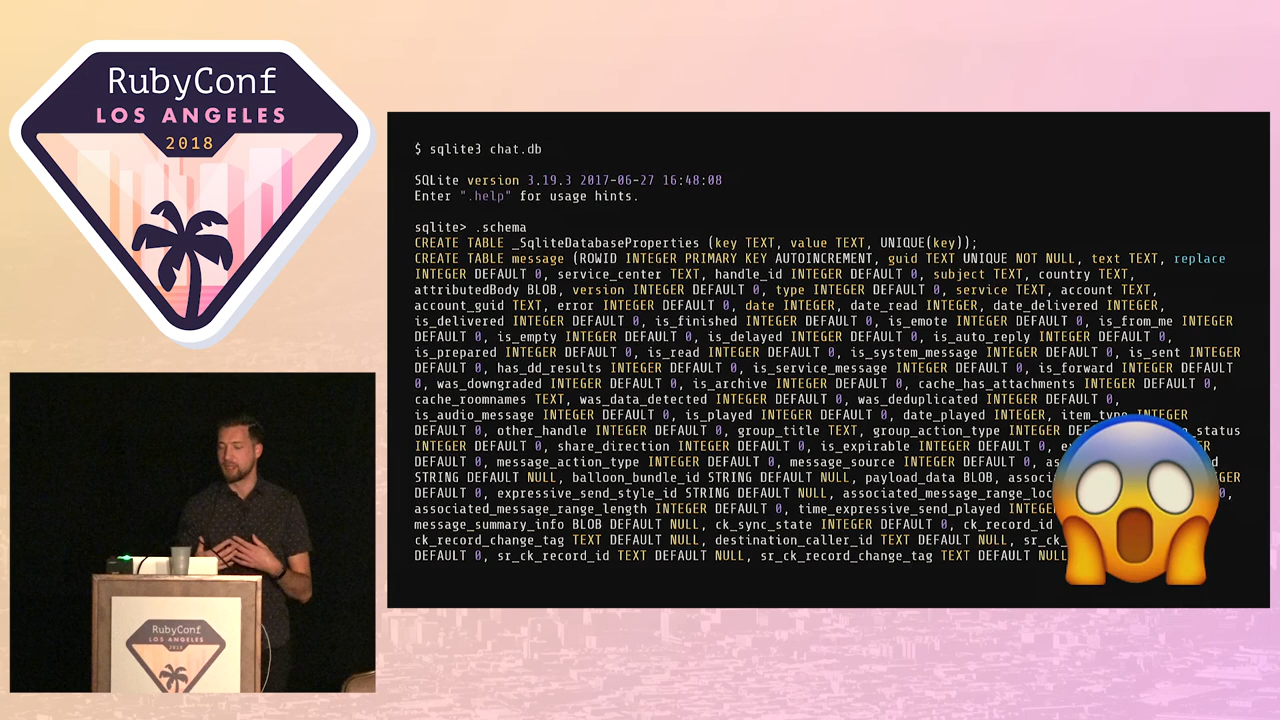 RubyConf
LOS ANGELES
2018
$ sqlite3 chat.db
SQLite version 3.19.3 2017-06-27 16:48:08
Enter ".help" for usage hints.
sqlite> .schema
CREATE TABLE _SqliteDatabaseProperties (key TEXT, value TEXT, UNIQUE(key));
CREATE TABLE message (ROWID INTEGER PRIMARY KEY AUTOINCREMENT, guid TEXT UNIQUE NOT NULL, text TEXT, replace
INTEGER DEFAULT 0, service_center TEXT, handle_id INTEGER DEFAULT 0, subject TEXT, country TEXT,
attributedBody BLOB, version INTEGER DEFAULT 0, type INTEGER DEFAULT 0, service TEXT, account TEXT,
account_guid TEXT, error INTEGER DEFAULT 0, date INTEGER, date_read INTEGER, date_delivered INTEGER,
is_delivered INTEGER DEFAULT 0, is_finished INTEGER DEFAULT 0, is_emote INTEGER DEFAULT 0, is_from_me INTEGER
DEFAULT 0, is_empty INTEGER DEFAULT 0, is_delayed INTEGER DEFAULT 0, is_auto_reply INTEGER DEFAULT 0,
is_prepared INTEGER DEFAULT 0, is_read INTEGER DEFAULT 0, is_system_message INTEGER DEFAULT 0, is_sent INTEGER
DEFAULT 0, has_dd_results INTEGER DEFAULT 0, is_service_message INTEGER DEFAULT 0, is_forward INTEGER DEFAULT
0, was_downgraded INTEGER DEFAULT 0, is_archive INTEGER DEFAULT 0, cache_has_attachments INTEGER DEFAULT 0,
cache_roomnames TEXT, was_data_detected INTEGER DEFAULT 0, was_deduplicated INTEGER DEFAULT 0,
is_audio_message INTEGER DEFAULT 0, is_played INTEGER DEFAULT 0, date_played INTEGER, item_type INTEGER
DEFAULT 0, other_handle INTEGER DEFAULT 0, group_title TEXT, group_action_type INTEGER _status
INTEGER DEFAULT 0, share_direction INTEGER DEFAULT 0, is_expirable INTEGER DEFAULT 0,
DEFAULT 0, message_action_type INTEGER DEFAULT 0, message_source INTEGER DEFAULT 0,
STRING DEFAULT NULL, balloon_bundle_id STRING DEFAULT NULL, payload_data BLOB,
DEFAULT 0, expressive_send_style_id STRING DEFAULT NULL, associated_message_range_loc
associated_message_range_length INTEGER DEFAULT 0, time_expressive_send_played
message_summary_info BLOB DEFAULT NULL, ck_sync_state INTEGER DEFAULT 0, ck_record_id
ck_record_change_tag TEXT DEFAULT NULL, destination_caller_id TEXT DEFAULT NULL, sr_ck_
DEFAULT 0, sr_ck_record_id TEXT DEFAULT NULL, sr_ck_record_change_tag TEXT DEFAULT NULL
RubyConf
LOS ANGELES
2018